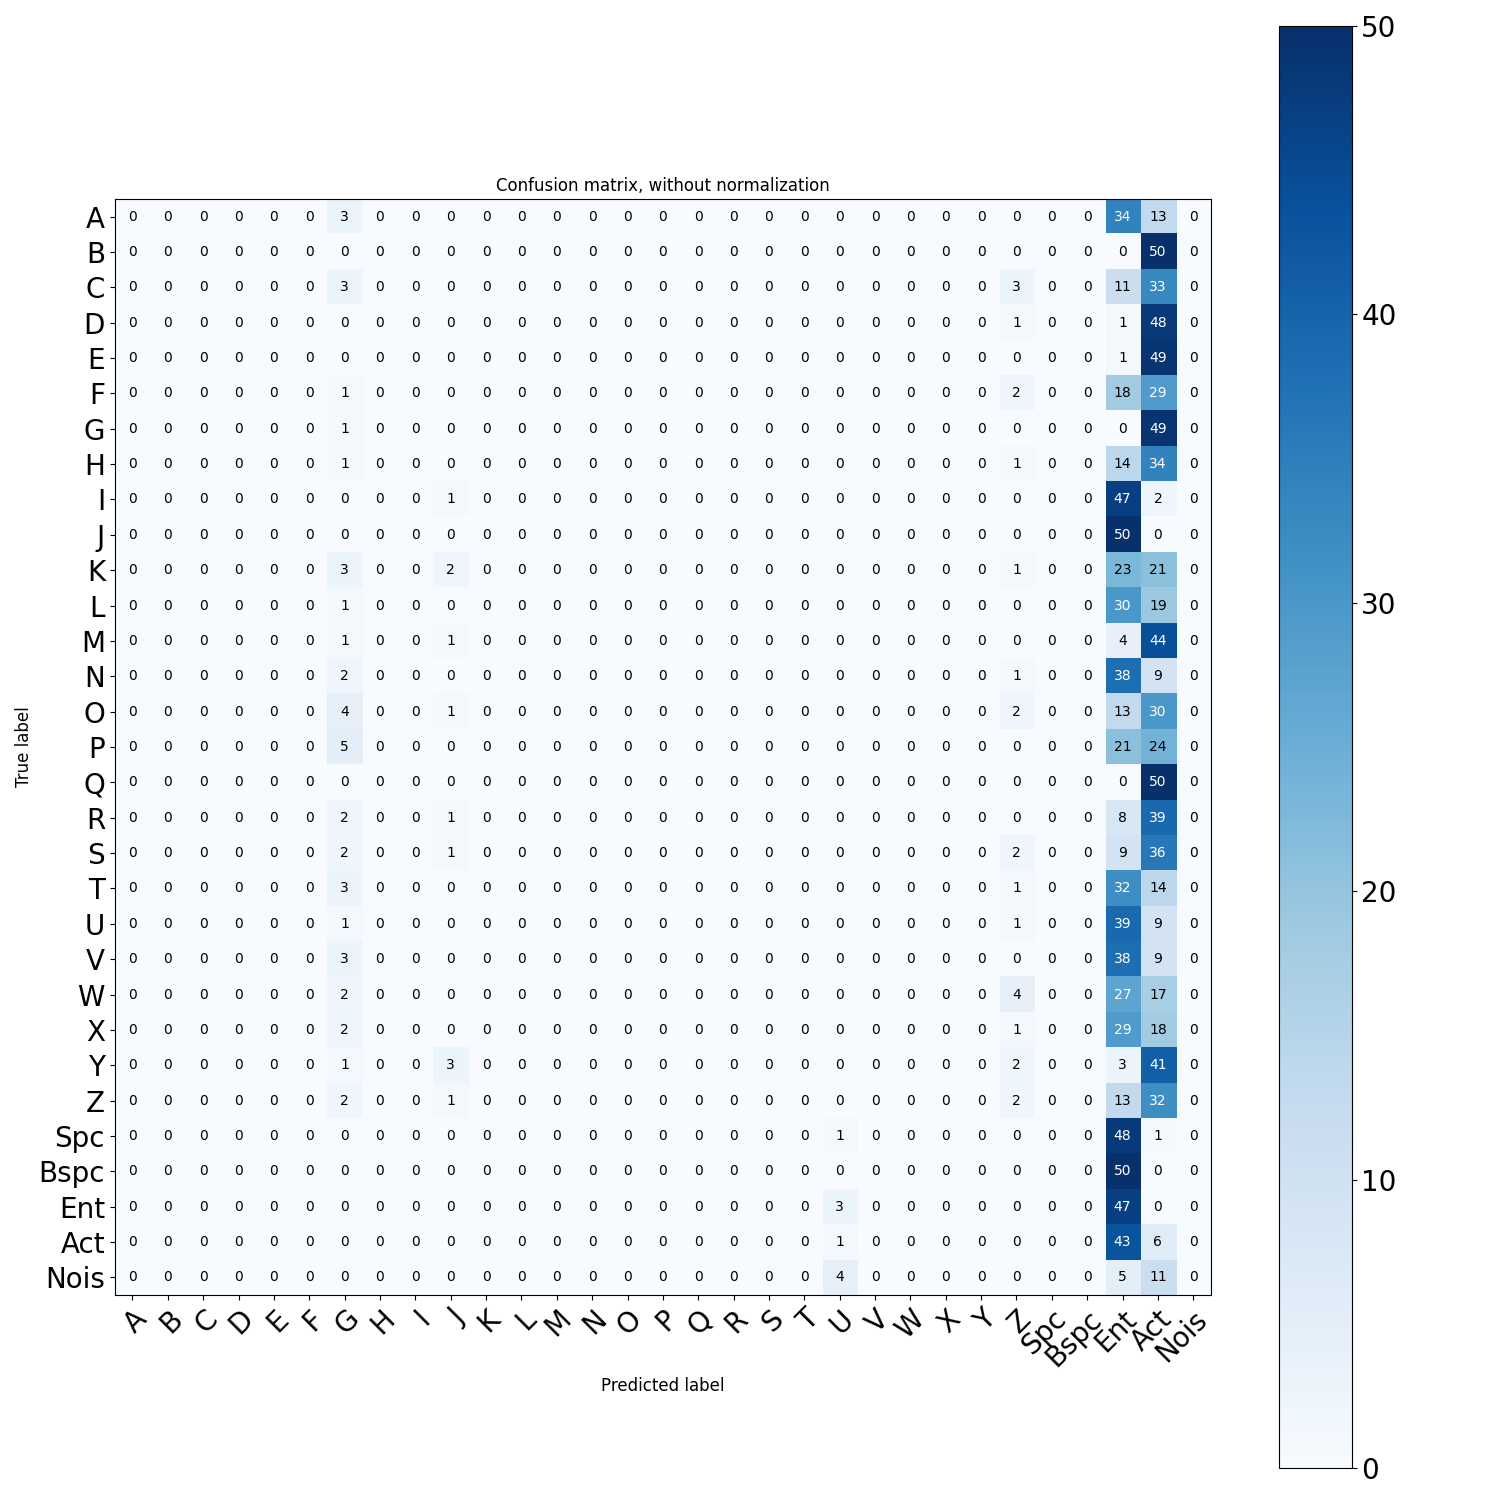 Confusion matrix, without normalization
True label
A 0 0 0 0 0 0 3 0 0 0 0 0 0 0 0 0 0 0 0 0 0 0 0 0 0 0 0 0 34 13 0
B 0 0 0 0 0 0 0 0 0 0 0 0 0 0 0 0 0 0 0 0 0 0 0 0 0 0 0 0 0 50 0
C 0 0 0 0 0 0 3 0 0 0 0 0 0 0 0 0 0 0 0 0 0 0 0 0 0 3 0 0 11 33 0
D 0 0 0 0 0 0 0 0 0 0 0 0 0 0 0 0 0 0 0 0 0 0 0 0 0 1 0 0 1 48 0
E 0 0 0 0 0 0 0 0 0 0 0 0 0 0 0 0 0 0 0 0 0 0 0 0 0 0 0 0 1 49 0
F 0 0 0 0 0 0 1 0 0 0 0 0 0 0 0 0 0 0 0 0 0 0 0 0 0 2 0 0 18 29 0
G 0 0 0 0 0 0 1 0 0 0 0 0 0 0 0 0 0 0 0 0 0 0 0 0 0 0 0 0 0 49 0
H 0 0 0 0 0 0 1 0 0 0 0 0 0 0 0 0 0 0 0 0 0 0 0 0 0 1 0 0 14 34 0
I 0 0 0 0 0 0 0 0 0 1 0 0 0 0 0 0 0 0 0 0 0 0 0 0 0 0 0 0 47 2 0
J 0 0 0 0 0 0 0 0 0 0 0 0 0 0 0 0 0 0 0 0 0 0 0 0 0 0 0 0 50 0 0
K 0 0 0 0 0 0 3 0 0 2 0 0 0 0 0 0 0 0 0 0 0 0 0 0 0 1 0 0 23 21 0
L 0 0 0 0 0 0 1 0 0 0 0 0 0 0 0 0 0 0 0 0 0 0 0 0 0 0 0 0 30 19 0
M 0 0 0 0 0 0 1 0 0 1 0 0 0 0 0 0 0 0 0 0 0 0 0 0 0 0 0 0 4 44 0
N 0 0 0 0 0 0 2 0 0 0 0 0 0 0 0 0 0 0 0 0 0 0 0 0 0 1 0 0 38 9 0
O 0 0 0 0 0 0 4 0 0 1 0 0 0 0 0 0 0 0 0 0 0 0 0 0 0 2 0 0 13 30 0
P 0 0 0 0 0 0 5 0 0 0 0 0 0 0 0 0 0 0 0 0 0 0 0 0 0 0 0 0 21 24 0
Q 0 0 0 0 0 0 0 0 0 0 0 0 0 0 0 0 0 0 0 0 0 0 0 0 0 0 0 0 0 50 0
R 0 0 0 0 0 0 2 0 0 1 0 0 0 0 0 0 0 0 0 0 0 0 0 0 0 0 0 0 8 39 0
S 0 0 0 0 0 0 2 0 0 1 0 0 0 0 0 0 0 0 0 0 0 0 0 0 0 2 0 0 9 36 0
T 0 0 0 0 0 0 3 0 0 0 0 0 0 0 0 0 0 0 0 0 0 0 0 0 0 1 0 0 32 14 0
U 0 0 0 0 0 0 1 0 0 0 0 0 0 0 0 0 0 0 0 0 0 0 0 0 0 1 0 0 39 9 0
V 0 0 0 0 0 0 3 0 0 0 0 0 0 0 0 0 0 0 0 0 0 0 0 0 0 0 0 0 38 9 0
W 0 0 0 0 0 0 2 0 0 0 0 0 0 0 0 0 0 0 0 0 0 0 0 0 0 4 0 0 27 17 0
X 0 0 0 0 0 0 2 0 0 0 0 0 0 0 0 0 0 0 0 0 0 0 0 0 0 1 0 0 29 18 0
Y 0 0 0 0 0 0 1 0 0 3 0 0 0 0 0 0 0 0 0 0 0 0 0 0 0 2 0 0 3 41 0
Z 0 0 0 0 0 0 2 0 0 1 0 0 0 0 0 0 0 0 0 0 0 0 0 0 0 2 0 0 13 32 0
Spc 0 0 0 0 0 0 0 0 0 0 0 0 0 0 0 0 0 0 0 0 1 0 0 0 0 0 0 0 48 1 0
Bspc 0 0 0 0 0 0 0 0 0 0 0 0 0 0 0 0 0 0 0 0 0 0 0 0 0 0 0 0 50 0 0
Ent 0 0 0 0 0 0 0 0 0 0 0 0 0 0 0 0 0 0 0 0 3 0 0 0 0 0 0 0 47 0 0
Act 0 0 0 0 0 0 0 0 0 0 0 0 0 0 0 0 0 0 0 0 1 0 0 0 0 0 0 0 43 6 0
Nois 0 0 0 0 0 0 0 0 0 0 0 0 0 0 0 0 0 0 0 0 4 0 0 0 0 0 0 0 5 11 0
A B C D E F G H I J K L M N O P Q R S T U V W X Y Z Spc Bspc Ent Act Nois
Predicted label
50
40
30
20
10
0